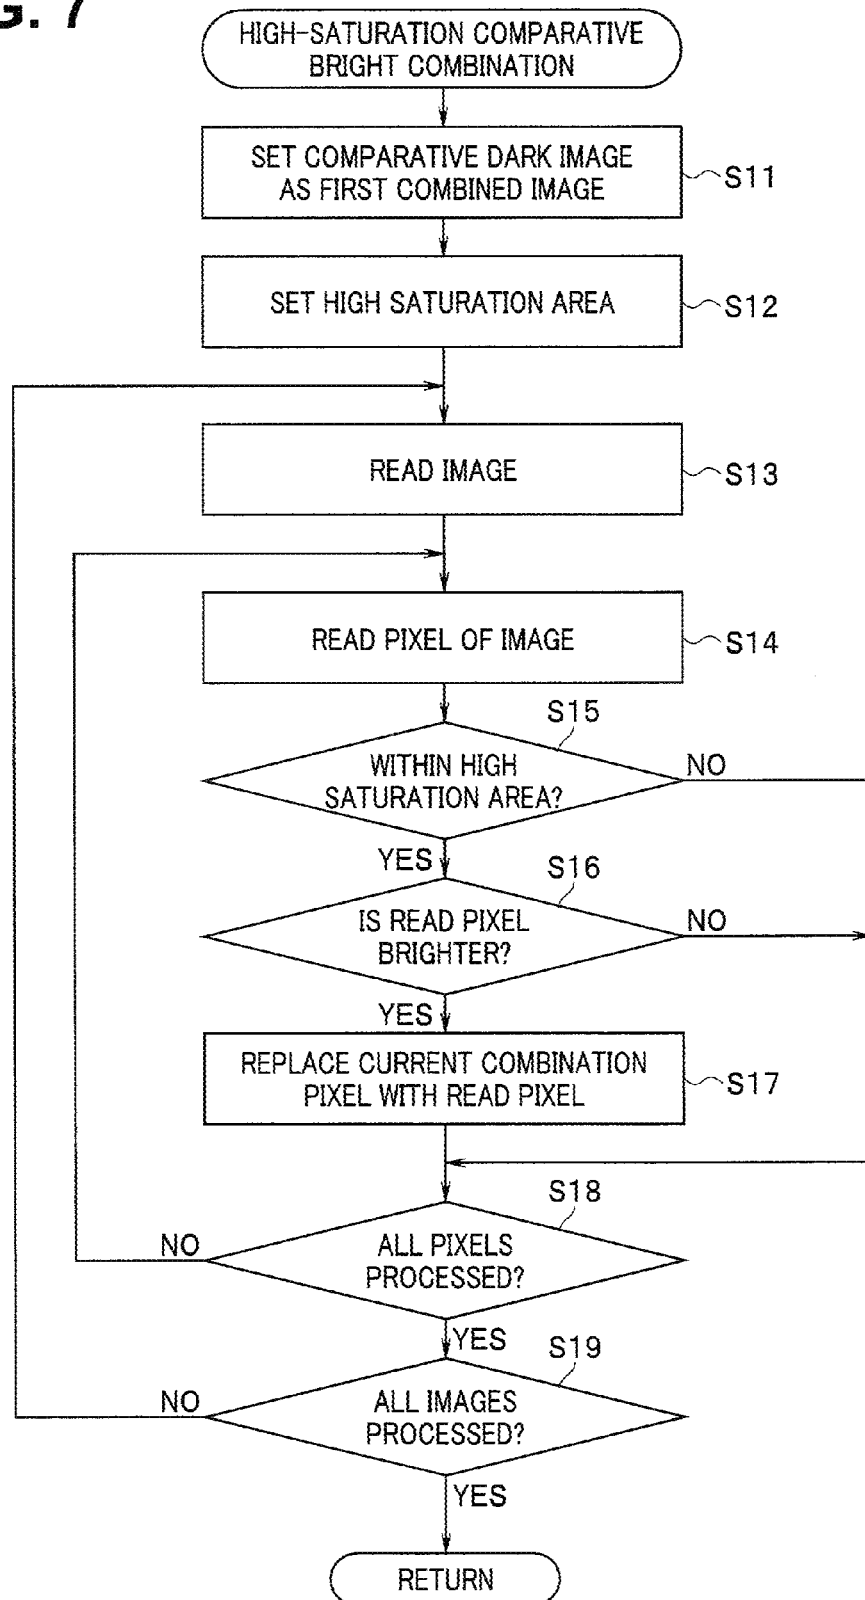 G. 7
HIGH-SATURATION COMPARATIVE
BRIGHT COMBINATION
SET COMPARATIVE DARK IMAGE
AS FIRST COMBINED IMAGE
S11
SET HIGH SATURATION AREA
S12
READ IMAGE
S13
READ PIXEL OF IMAGE
S14
S15
WITHIN HIGH
SATURATION AREA?
NO
YES
S16
IS READ PIXEL
BRIGHTER?
NO
YES
REPLACE CURRENT COMBINATION
PIXEL WITH READ PIXEL
S17
S18
NO
ALL PIXELS
PROCESSED?
YES
S19
NO
ALL IMAGES
PROCESSED?
YES
RETURN